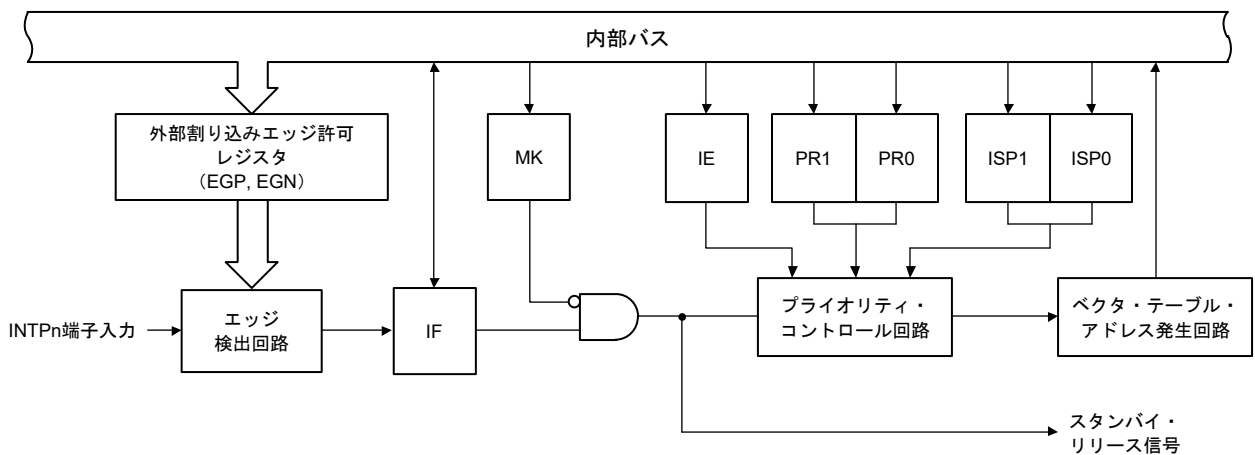 内部バス
外部割り込みエッジ許可
レジスタ
（EGP, EGN）
MK
IE
PR1
PR0
ISP1
ISP0
INTPn端子入力
エッジ
検出回路
IF
プライオリティ・
コントロール回路
ベクタ・テーブル・
アドレス発生回路
スタンバイ・
リリース信号